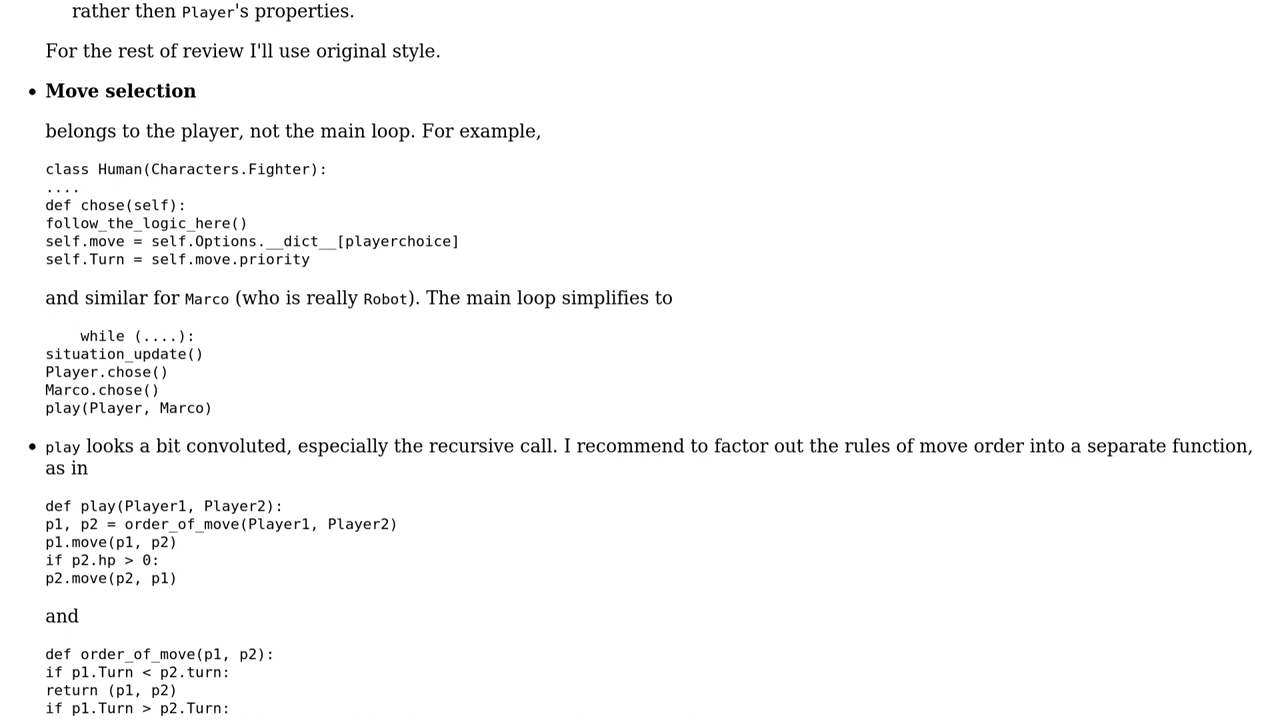 rather then Player's properties.
For the rest of review I'll use original style.
• Move selection
belongs to the player, not the main loop. For example,
class Human(Characters.Fighter):
....
def chose(self):
follow_the_logic_here()
self.move = self.Options.__dict__[playerchoice]
self.Turn = self.move.priority
and similar for Marco (who is really Robot). The main loop simplifies to
    while (....):
situation_update()
Player.chose()
Marco.chose()
play(Player, Marco)
• play looks a bit convoluted, especially the recursive call. I recommend to factor out the rules of move order into a separate function,
as in
def play(Player1, Player2):
p1, p2 = order_of_move(Player1, Player2)
p1.move(p1, p2)
if p2.hp > 0:
p2.move(p2, p1)
and
def order_of_move(p1, p2):
if p1.Turn < p2.turn:
return (p1, p2)
if p1.Turn > p2.Turn: